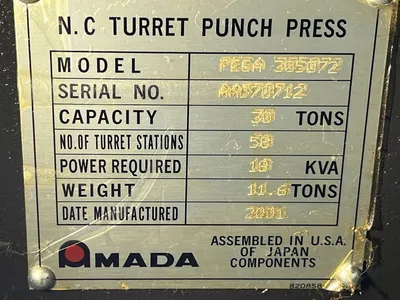 N.C TURRET PUNCH PRESS
MODEL PEGA 305072
SERIAL NO. AA570712
CAPACITY 30 TONS
NO.OF TURRET STATIONS 58
POWER REQUIRED 18 KVA
WEIGHT 11.6 TONS
DATE MANUFACTURED 2001
AMADA
ASSEMBLED IN U.S.A.
OF JAPAN
COMPONENTS
820858